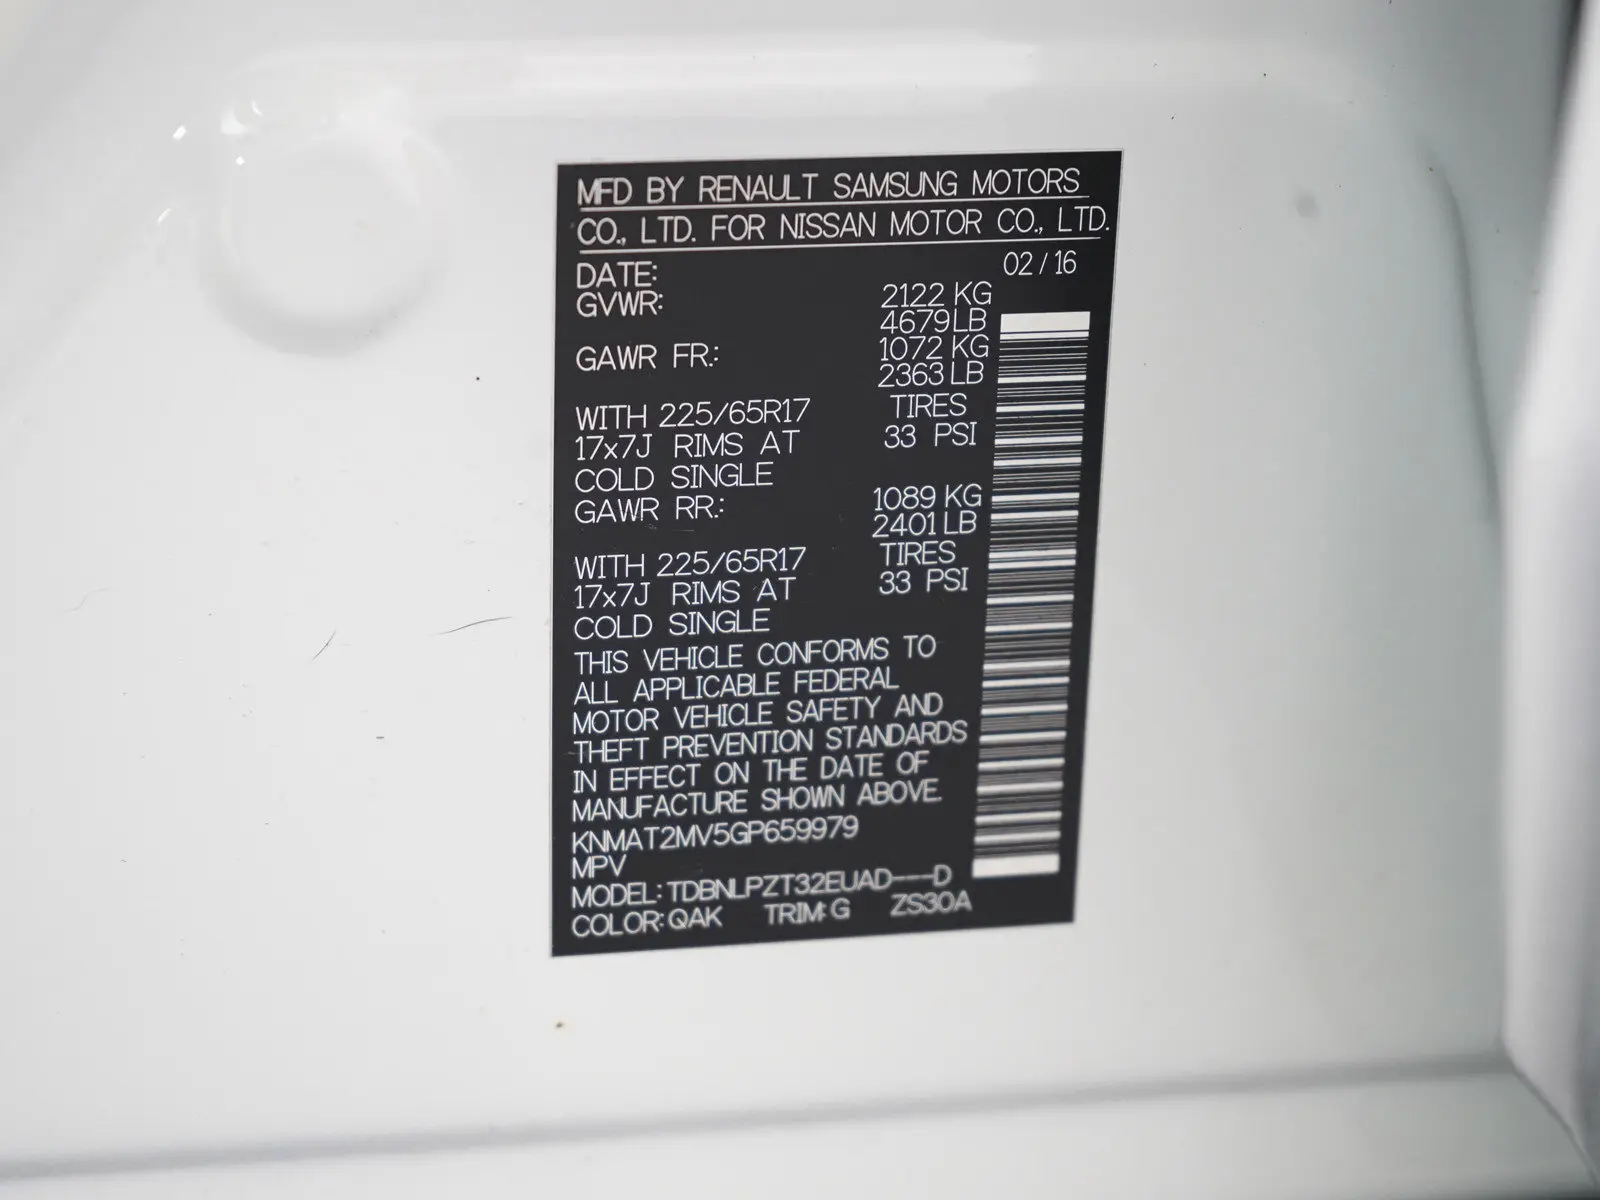 MFD BY RENAULT SAMSUNG MOTORS
CO., LTD. FOR NISSAN MOTOR CO., LTD.
DATE: 02 / 16
GVWR: 2122 KG
4679 LB
GAWR FR.: 1072 KG
2363 LB
WITH 225/65R17 TIRES
17x7J RIMS AT 33 PSI
COLD SINGLE
GAWR RR.: 1089 KG
2401 LB
WITH 225/65R17 TIRES
17x7J RIMS AT 33 PSI
COLD SINGLE
THIS VEHICLE CONFORMS TO
ALL APPLICABLE FEDERAL
MOTOR VEHICLE SAFETY AND
THEFT PREVENTION STANDARDS
IN EFFECT ON THE DATE OF
MANUFACTURE SHOWN ABOVE.
KNMAT2MV5GP659979
MPV
MODEL: TDBNLPZT32EUAD---D
COLOR: QAK TRIM: G ZS30A